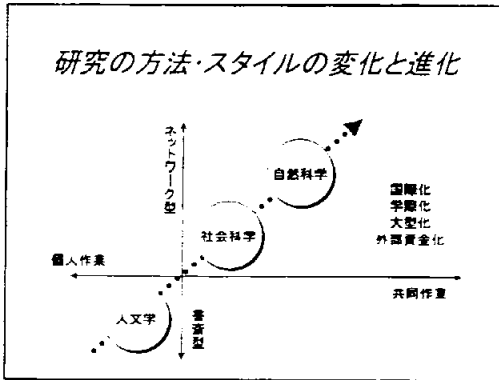 研究の方法・スタイルの変化と進化
ネットワーク型
自然科学
国際化
学際化
大型化
外部資金化
社会科学
個人作業
共同作業
人文学
書斎型